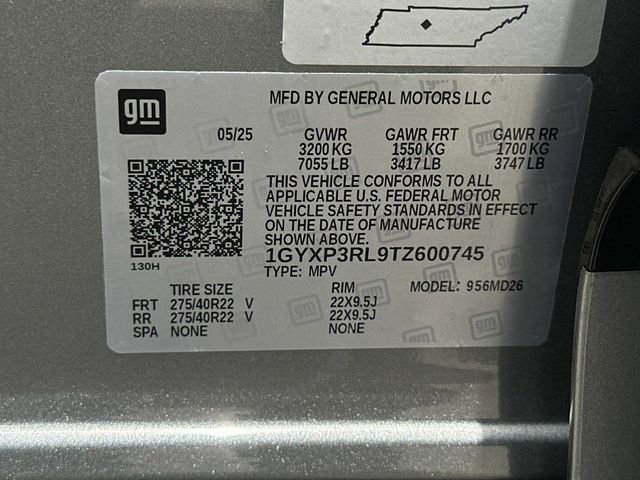 gm
MFD BY GENERAL MOTORS LLC
05/25 GVWR GAWR FRT GAWR RR
3200 KG 1550 KG 1700 KG
7055 LB 3417 LB 3747 LB
THIS VEHICLE CONFORMS TO ALL
APPLICABLE U.S. FEDERAL MOTOR
VEHICLE SAFETY STANDARDS IN EFFECT
ON THE DATE OF MANUFACTURE
SHOWN ABOVE.
130H
1GYXP3RL9TZ600745
TYPE: MPV
TIRE SIZE RIM MODEL: 956MD26
FRT 275/40R22 V 22X9.5J
RR 275/40R22 V 22X9.5J
SPA NONE NONE